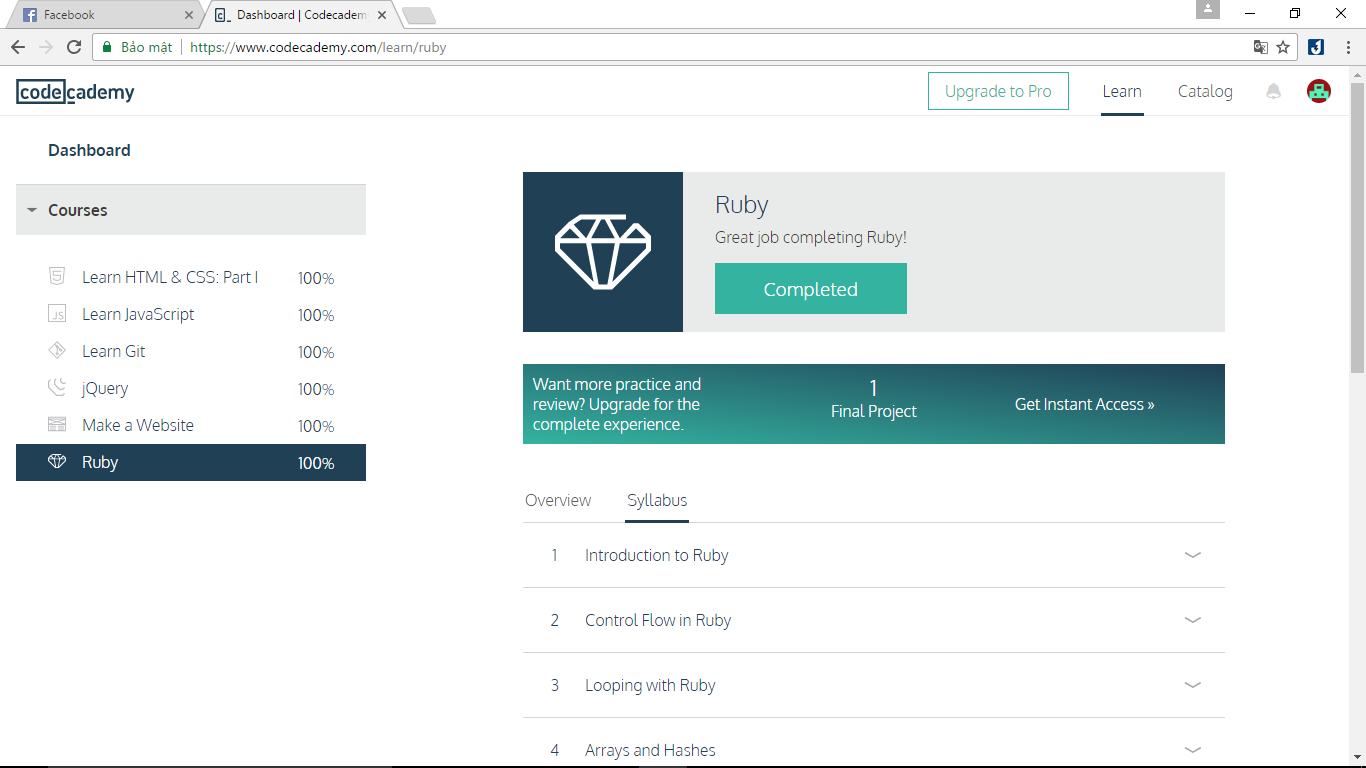 Facebook
Dashboard | Codecadem
Bảo mật
https://www.codecademy.com/learn/ruby
codecademy
Upgrade to Pro
Learn
Catalog
Dashboard
Courses
Learn HTML & CSS: Part I 100%
Learn JavaScript 100%
Learn Git 100%
jQuery 100%
Make a Website 100%
Ruby 100%
Ruby
Great job completing Ruby!
Completed
Want more practice and
review? Upgrade for the
complete experience.
1
Final Project
Get Instant Access »
Overview
Syllabus
1 Introduction to Ruby
2 Control Flow in Ruby
3 Looping with Ruby
4 Arrays and Hashes